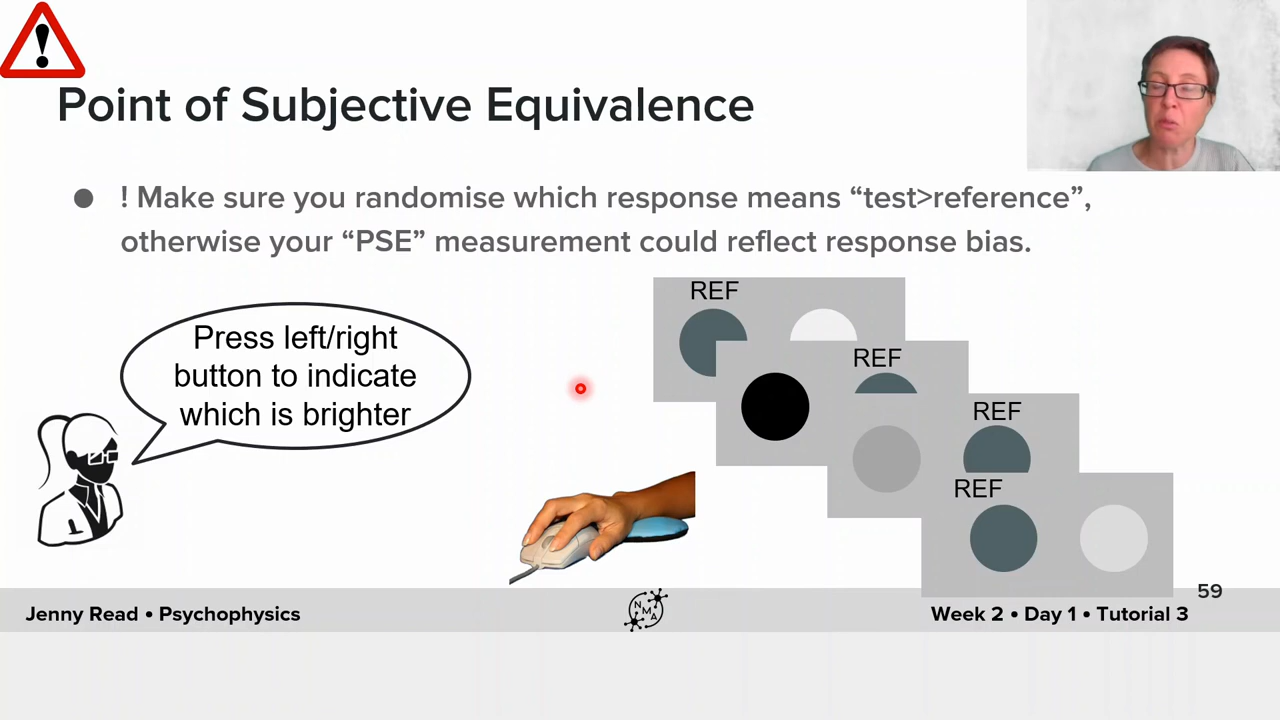 Point of Subjective Equivalence
● ! Make sure you randomise which response means “test>reference”,
otherwise your “PSE” measurement could reflect response bias.
Press left/right
button to indicate
which is brighter
REF
REF
REF
REF
59
Jenny Read • Psychophysics
N
M
A
Week 2 • Day 1 • Tutorial 3